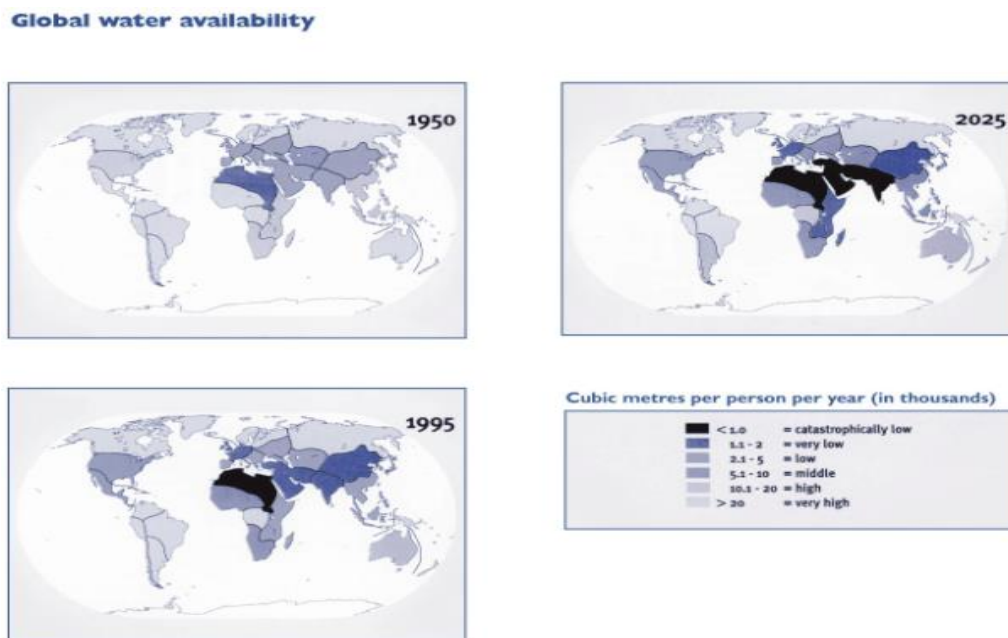 Global water availability
1950
2025
1995
Cubic metres per person per year (in thousands)
< 1.0 = catastrophically low
1.1 - 2 = very low
2.1 - 5 = low
5.1 - 10 = middle
10.1 - 20 = high
> 20 = very high